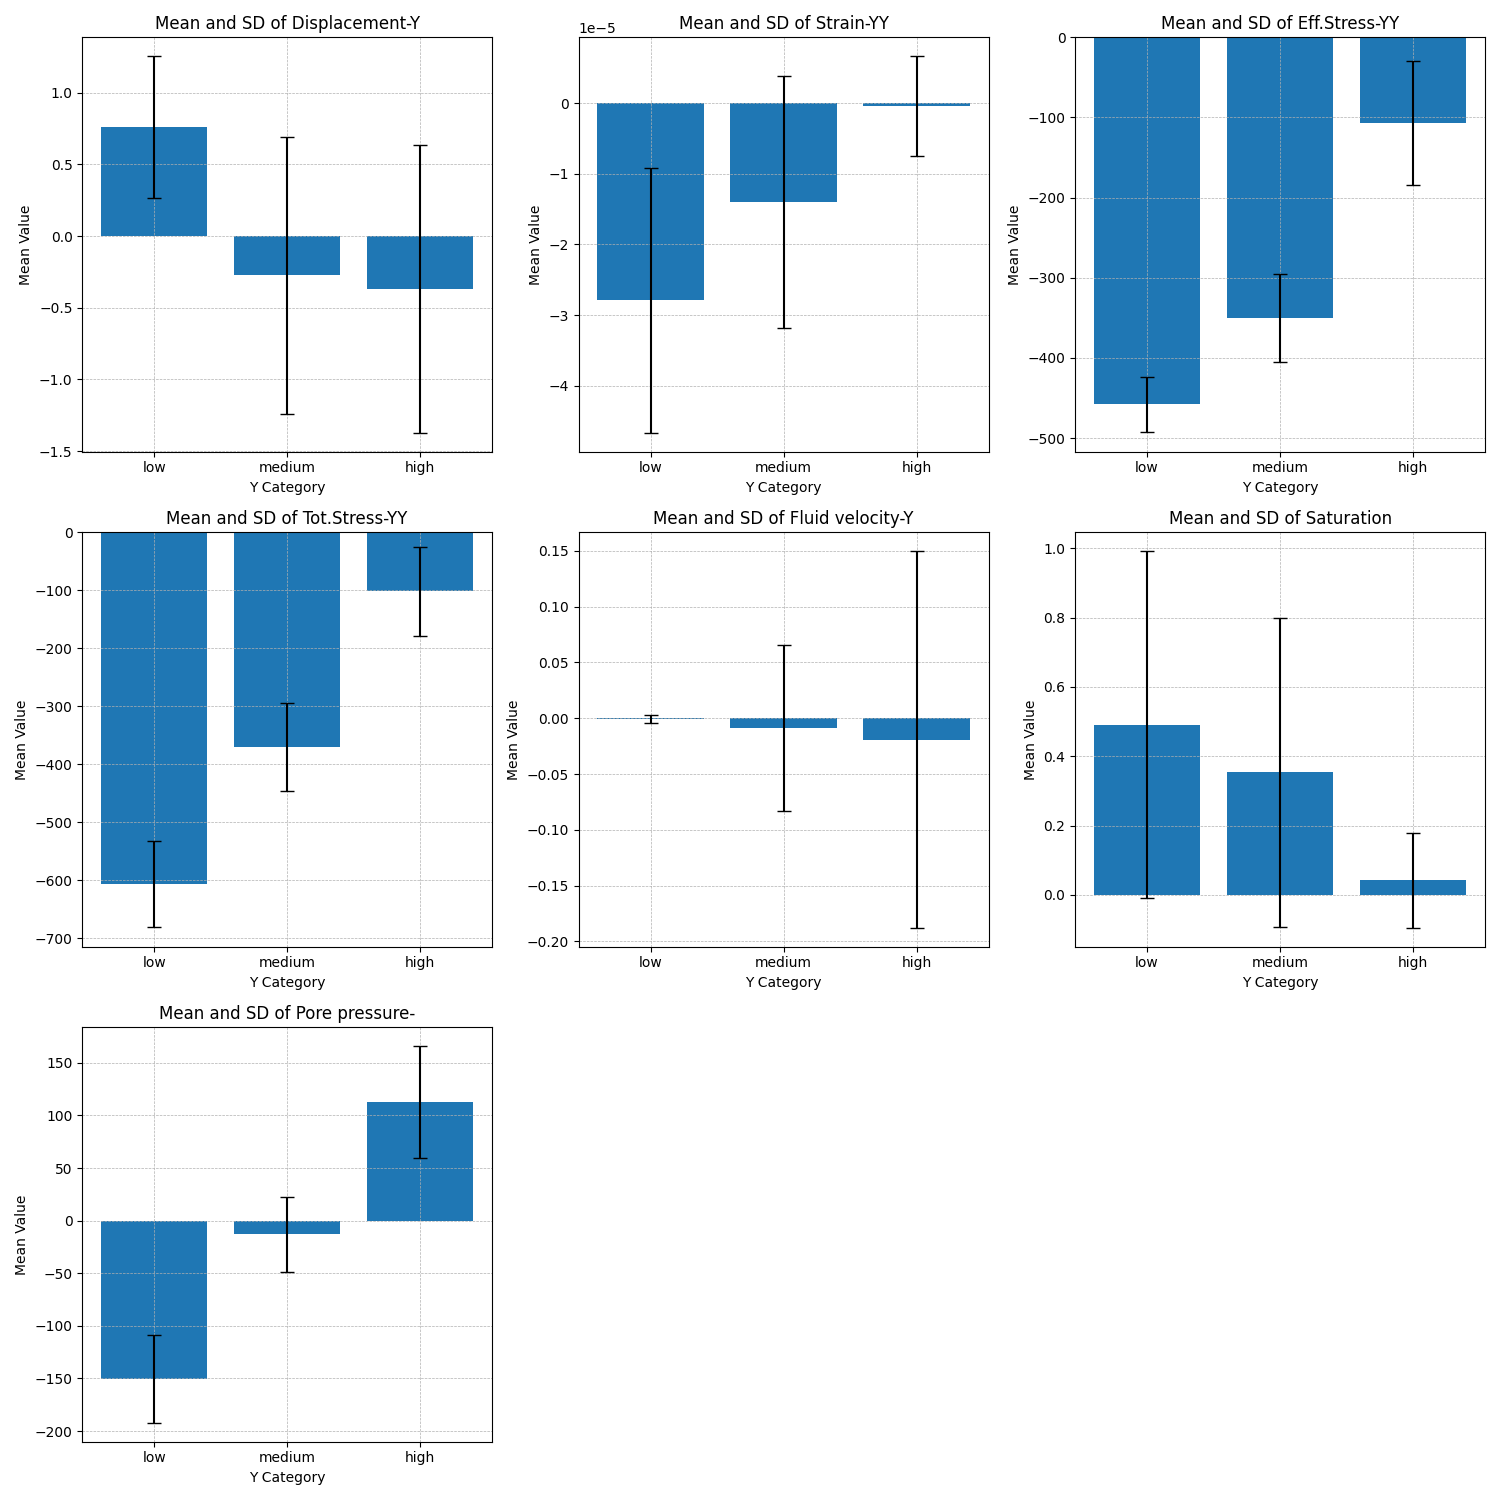 Mean and SD of Displacement-Y
1.0
0.5
0.0
−0.5
−1.0
−1.5
Mean Value
low medium high
Y Category
Mean and SD of Strain-YY
1e−5
0
−1
−2
−3
−4
Mean Value
low medium high
Y Category
Mean and SD of Eff.Stress-YY
0
−100
−200
−300
−400
−500
Mean Value
low medium high
Y Category
Mean and SD of Tot.Stress-YY
0
−100
−200
−300
−400
−500
−600
−700
Mean Value
low medium high
Y Category
Mean and SD of Fluid velocity-Y
0.15
0.10
0.05
0.00
−0.05
−0.10
−0.15
−0.20
Mean Value
low medium high
Y Category
Mean and SD of Saturation
1.0
0.8
0.6
0.4
0.2
0.0
Mean Value
low medium high
Y Category
Mean and SD of Pore pressure-
150
100
50
0
−50
−100
−150
−200
Mean Value
low medium high
Y Category